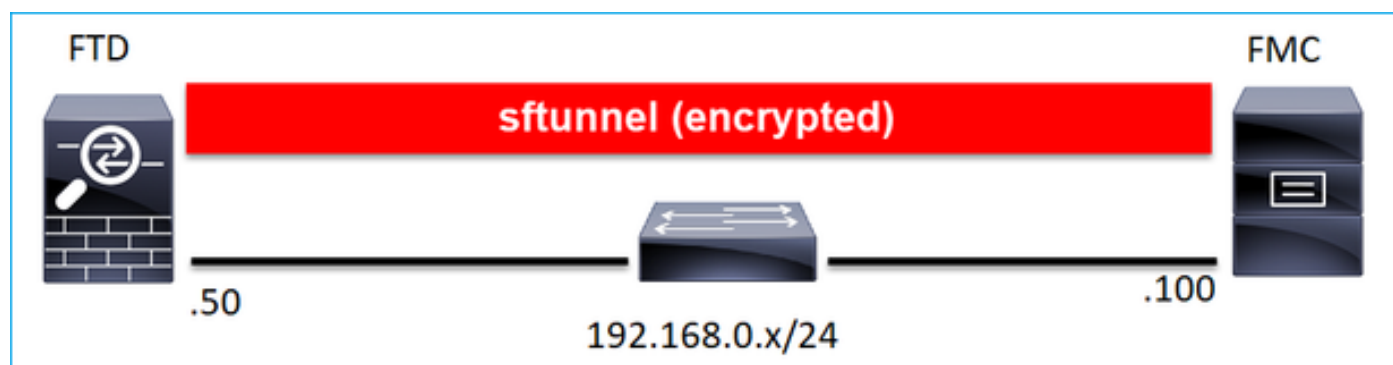 FTD
FMC
sftunnel (encrypted)
.50
.100
192.168.0.x/24